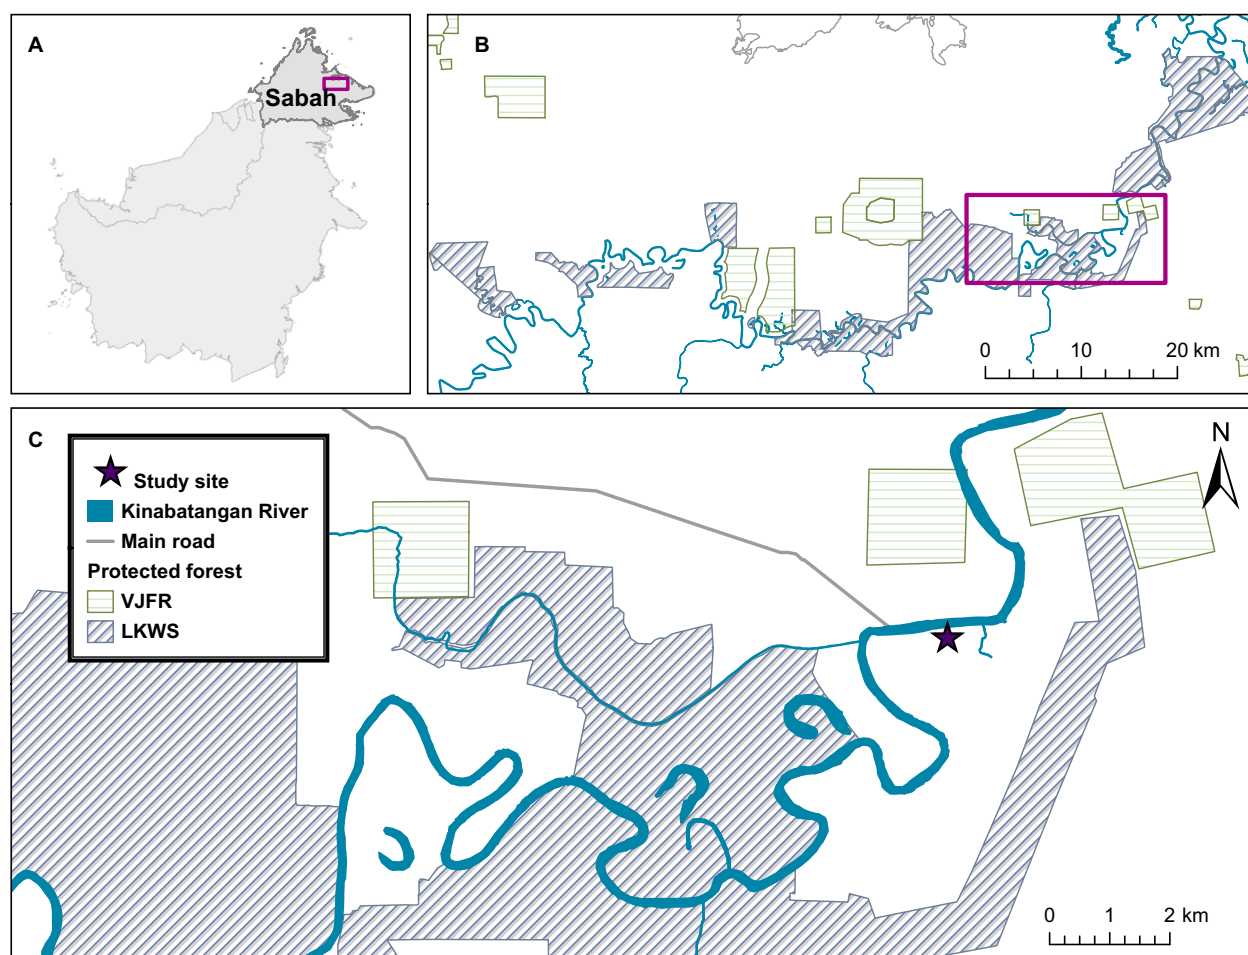 A
Sabah
B
0 10 20 km
C
N
Study site
Kinabatangan River
Main road
Protected forest
VJFR
LKWS
0 1 2 km